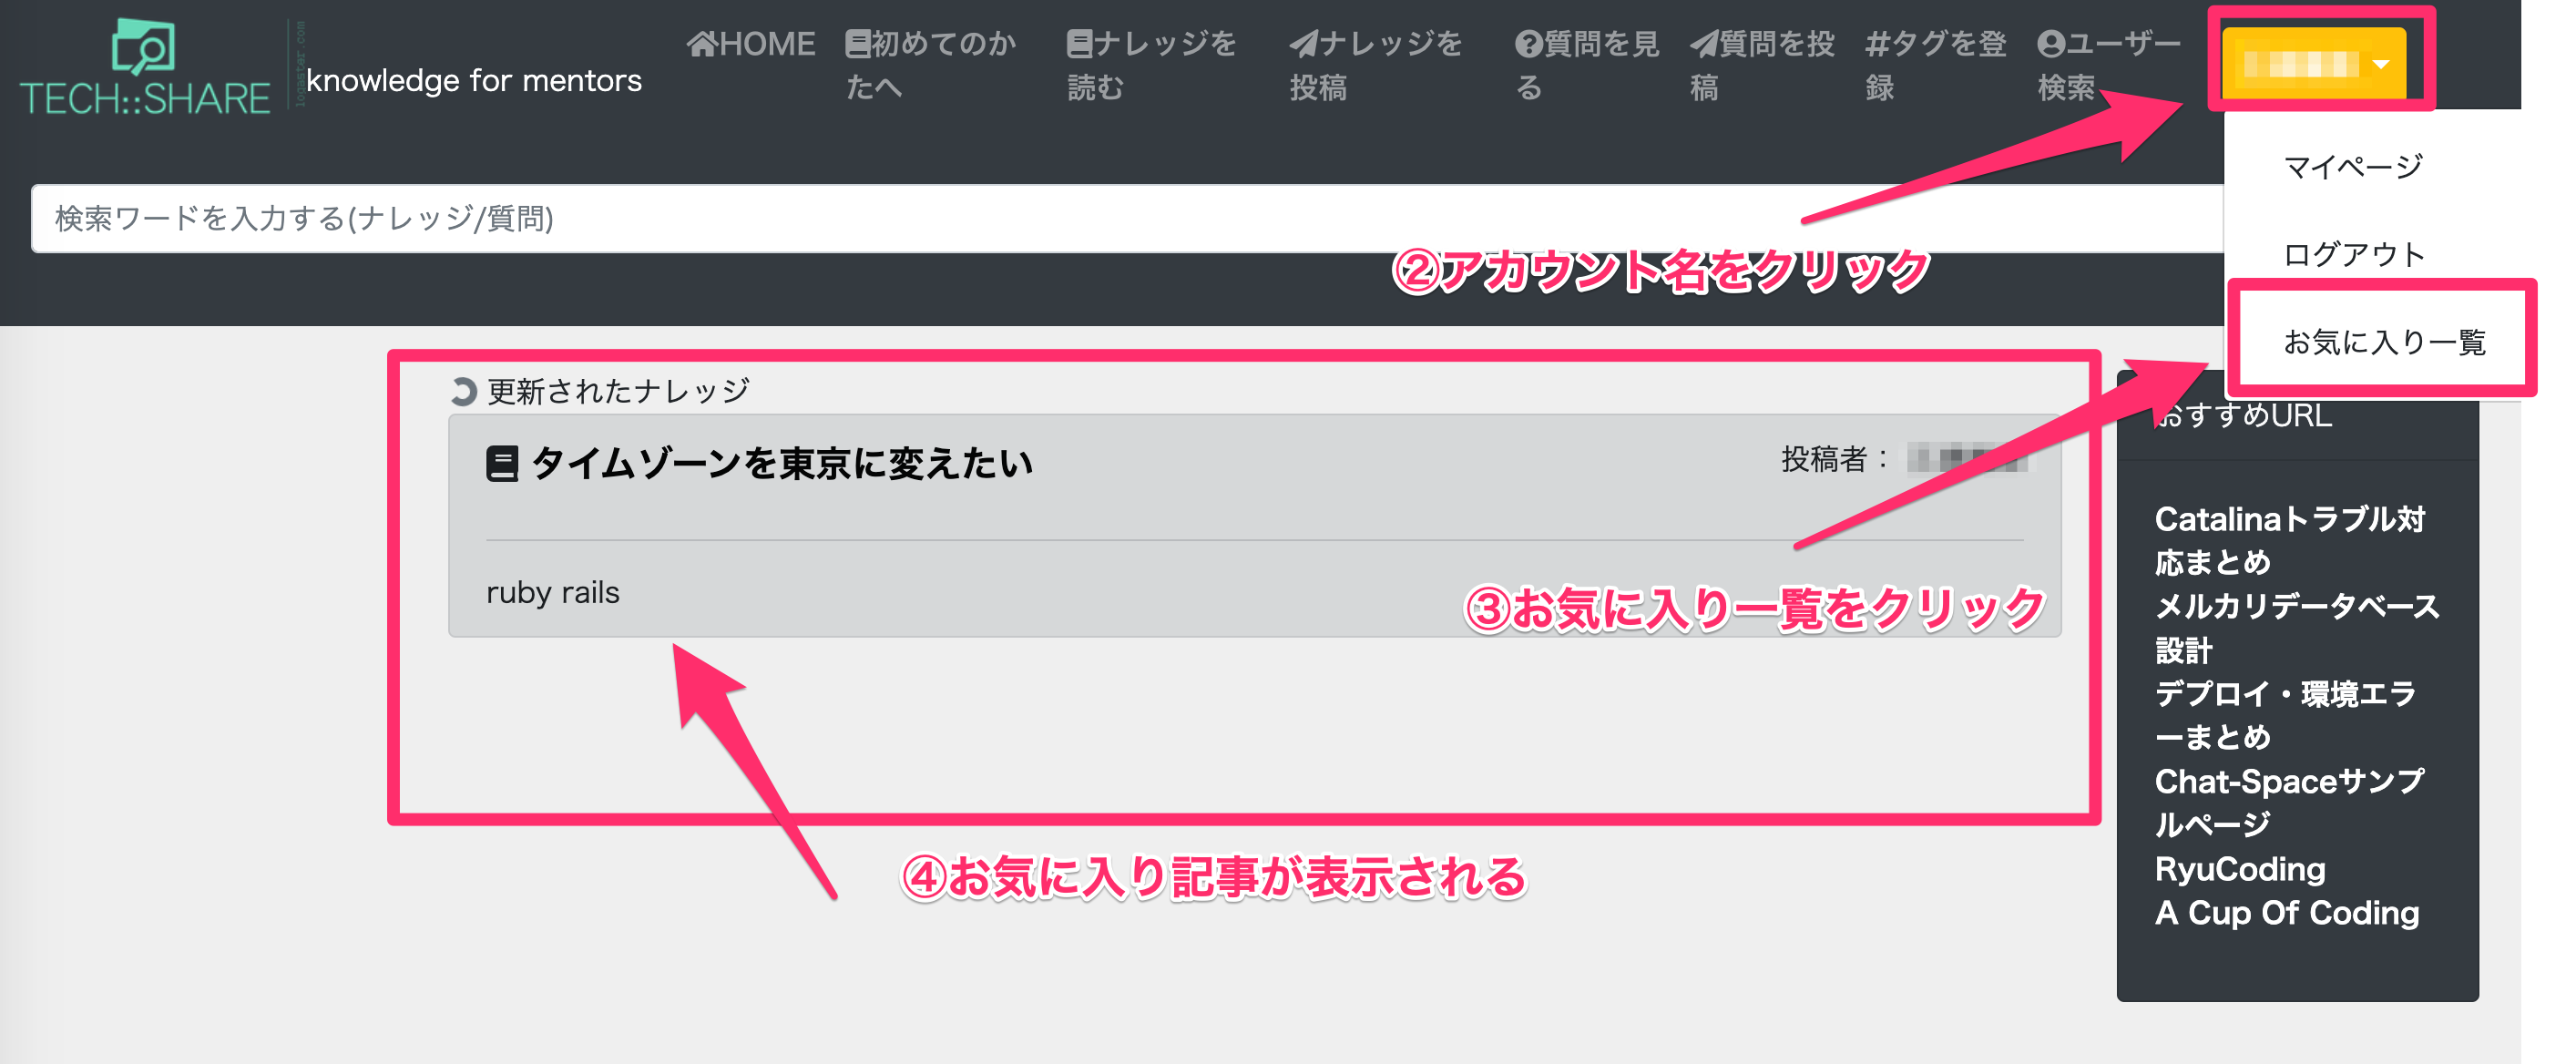 TECH::SHARE
logaster.com
knowledge for mentors
HOME
初めてのか
たへ
ナレッジを
読む
ナレッジを
投稿
質問を見
る
質問を投
稿
#タグを登
録
ユーザー
検索
マイページ
ログアウト
お気に入り一覧
検索ワードを入力する(ナレッジ/質問)
②アカウント名をクリック
更新されたナレッジ
タイムゾーンを東京に変えたい
投稿者：
ruby rails
③お気に入り一覧をクリック
④お気に入り記事が表示される
おすすめURL
Catalinaトラブル対
応まとめ
メルカリデータベース
設計
デプロイ・環境エラ
ーまとめ
Chat-Spaceサンプ
ルページ
RyuCoding
A Cup Of Coding